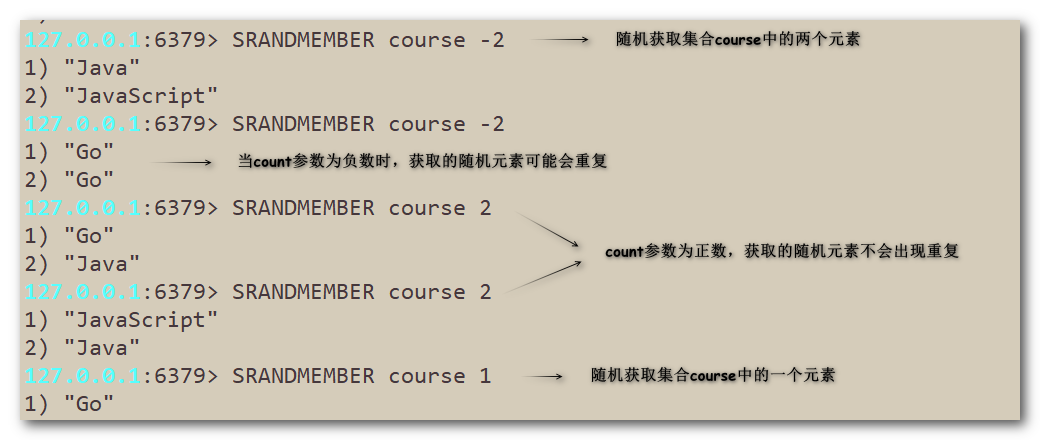 127.0.0.1:6379> SRANDMEMBER course -2 随机获取集合course中的两个元素
1) "Java"
2) "JavaScript"
127.0.0.1:6379> SRANDMEMBER course -2
1) "Go"
当count参数为负数时，获取的随机元素可能会重复
2) "Go"
127.0.0.1:6379> SRANDMEMBER course 2
1) "Go"
count参数为正数，获取的随机元素不会出现重复
2) "Java"
127.0.0.1:6379> SRANDMEMBER course 2
1) "JavaScript"
2) "Java"
127.0.0.1:6379> SRANDMEMBER course 1 随机获取集合course中的一个元素
1) "Go"